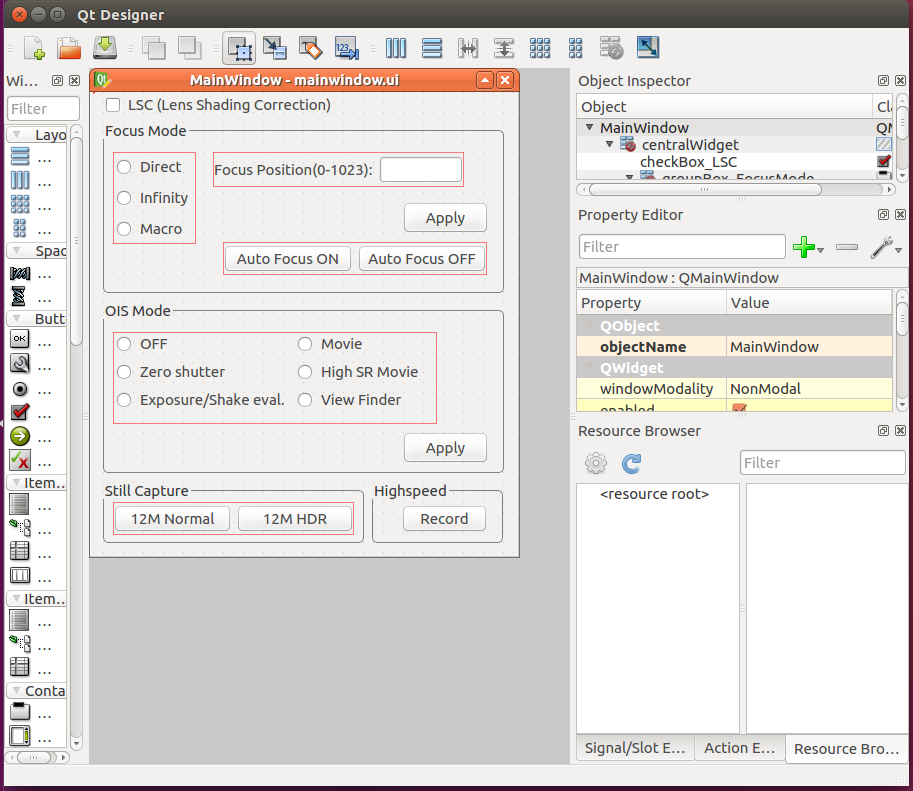 Qt Designer
Wi...
Filter
Layo
...
...
...
...
Spac
...
...
Butt
OK ...
...
...
...
...
...
Item...
...
...
...
...
Item...
...
...
...
Conta
...
...
MainWindow - mainwindow.ui
LSC (Lens Shading Correction)
Focus Mode
Direct
Infinity
Macro
Focus Position(0-1023):
Apply
Auto Focus ON
Auto Focus OFF
OIS Mode
OFF
Movie
Zero shutter
High SR Movie
Exposure/Shake eval.
View Finder
Apply
Still Capture
12M Normal
12M HDR
Highspeed
Record
Object Inspector
Object
Cl
MainWindow
QM
centralWidget
checkBox_LSC
groupBox_FocusMode
Property Editor
Filter
MainWindow : QMainWindow
Property
Value
QObject
objectName
MainWindow
QWidget
windowModality
NonModal
enabled
Resource Browser
Filter
<resource root>
Signal/Slot E...
Action E...
Resource Bro...